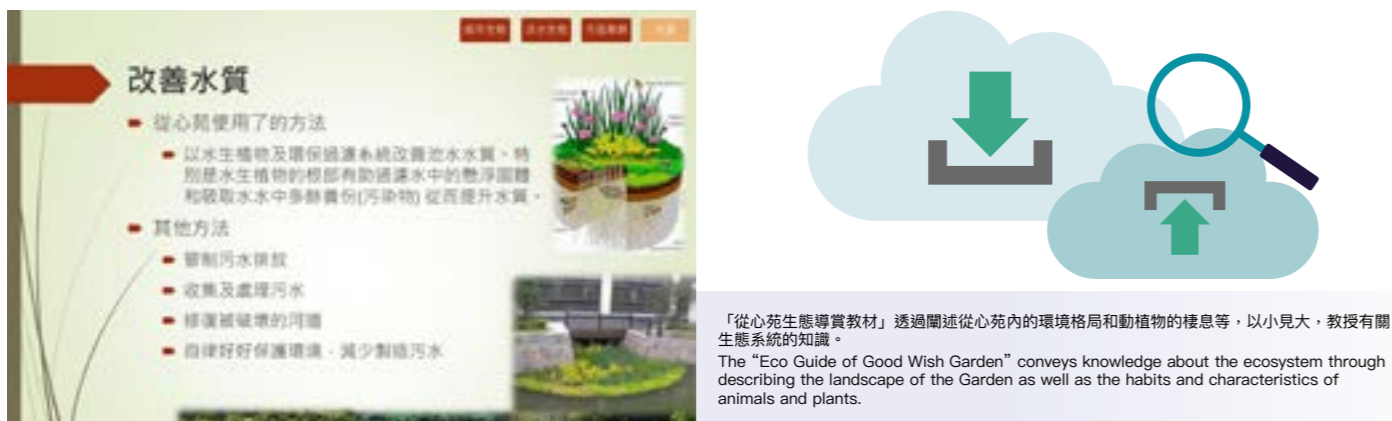 改善水質
從心苑使用了的方法
以水生植物及環保過濾系統改善池水水質。特
別是水生植物的根部有助過濾水中的懸浮固體
和吸取水水中多餘養份(污染物) 從而提升水質。
其他方法
管制污水排放
收集及處理污水
修復被破壞的河道
自律好好保護環境，減少製造污水
「從心苑生態導賞教材」透過闡述從心苑內的環境格局和動植物的棲息等，以小見大，教授有關
生態系統的知識。
The “Eco Guide of Good Wish Garden” conveys knowledge about the ecosystem through
describing the landscape of the Garden as well as the habits and characteristics of
animals and plants.